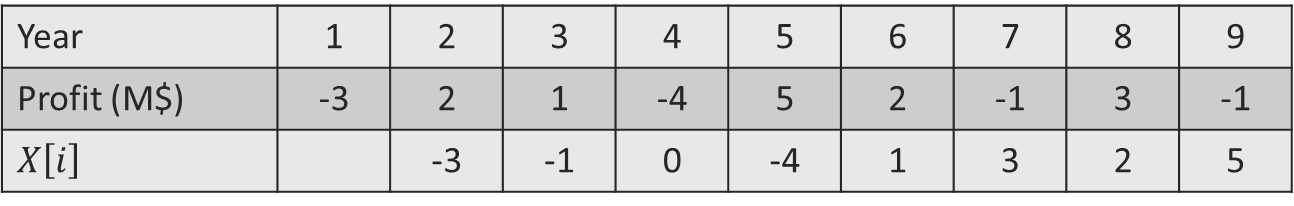 Year 1 2 3 4 5 6 7 8 9
Profit (M$) -3 2 1 -4 5 2 -1 3 -1
X[i] -3 -1 0 -4 1 3 2 5